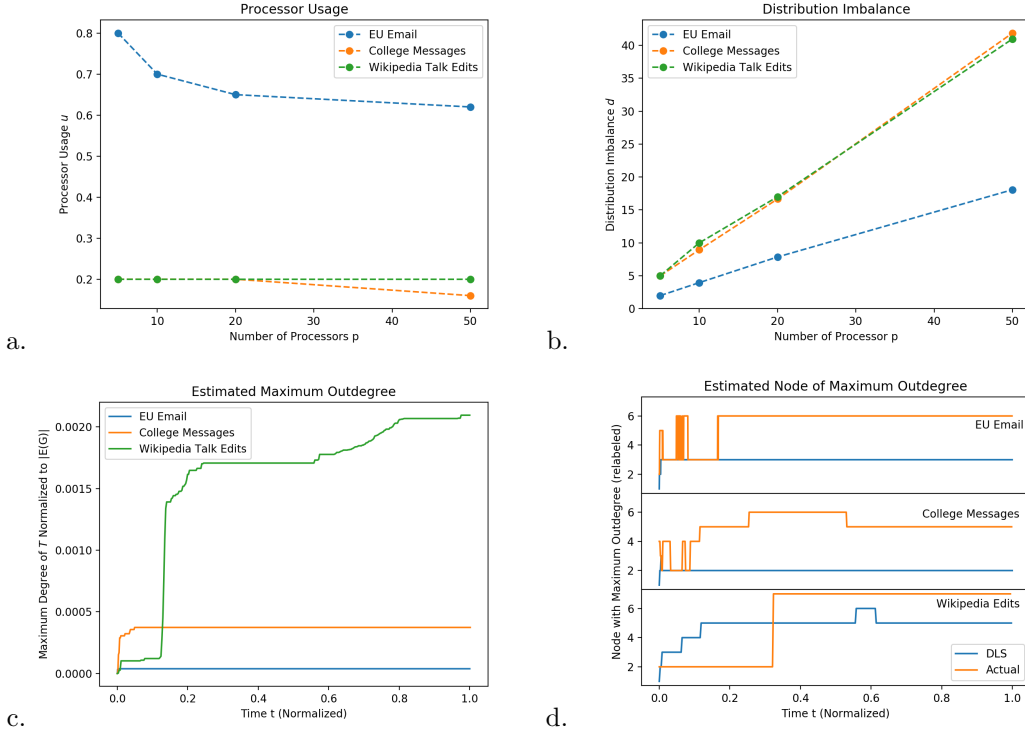 Processor Usage
0.8
0.7
0.6
0.5
0.4
0.3
0.2
Processor Usage u
EU Email
College Messages
Wikipedia Talk Edits
10
20
30
40
50
Number of Processors p
a.
Distribution Imbalance
40
35
30
25
20
15
10
5
0
Distribution Imbalance d
EU Email
College Messages
Wikipedia Talk Edits
10
20
30
40
50
Number of Processor p
b.
Estimated Maximum Outdegree
0.0020
0.0015
0.0010
0.0005
0.0000
Maximum Degree of T Normalized to |E(G)|
EU Email
College Messages
Wikipedia Talk Edits
0.0
0.2
0.4
0.6
0.8
1.0
Time t (Normalized)
c.
Estimated Node of Maximum Outdegree
Node with Maximum Outdegree (relabeled)
6
4
2
EU Email
6
4
2
College Messages
6
4
2
Wikipedia Edits
DLS
Actual
0.0
0.2
0.4
0.6
0.8
1.0
Time t (Normalized)
d.